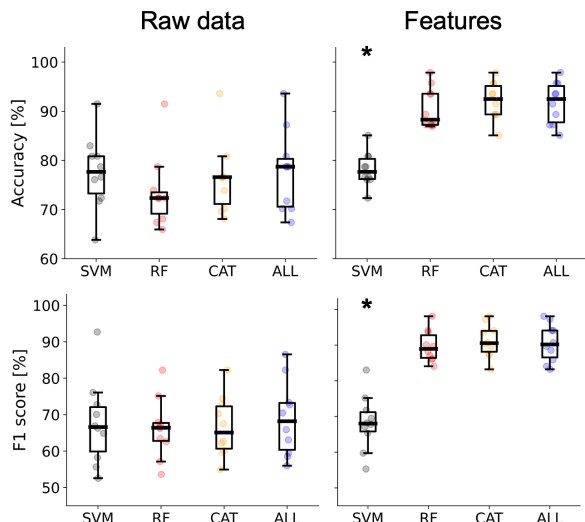 Raw data
Features
Accuracy [%]
100
90
80
70
60
*
SVM RF CAT ALL
SVM RF CAT ALL
F1 score [%]
100
90
80
70
60
50
*
SVM RF CAT ALL
SVM RF CAT ALL